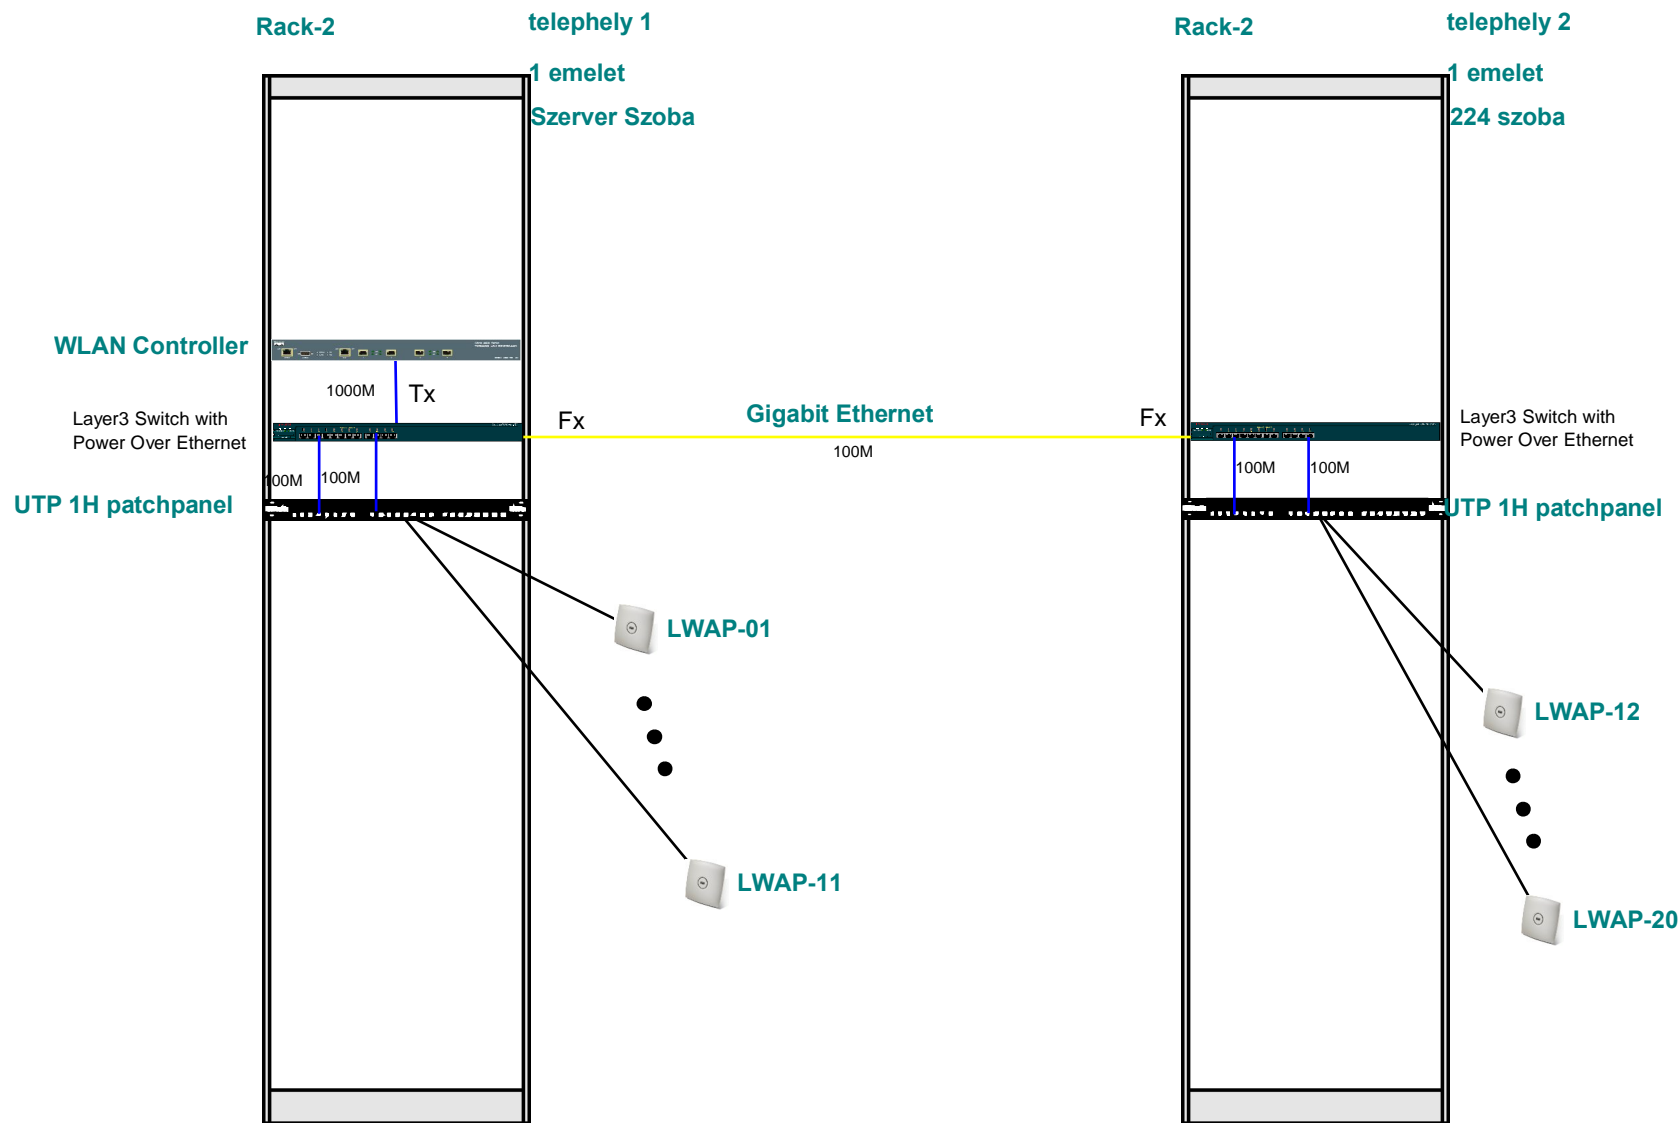 Rack-2
telephely 1
1 emelet
Szerver Szoba
Rack-2
telephely 2
1 emelet
224 szoba
WLAN Controller
1000M
Tx
Layer3 Switch with
Power Over Ethernet
Fx
Gigabit Ethernet
100M
Fx
Layer3 Switch with
Power Over Ethernet
100M
100M
100M
100M
UTP 1H patchpanel
UTP 1H patchpanel
LWAP-01
LWAP-11
LWAP-12
LWAP-20